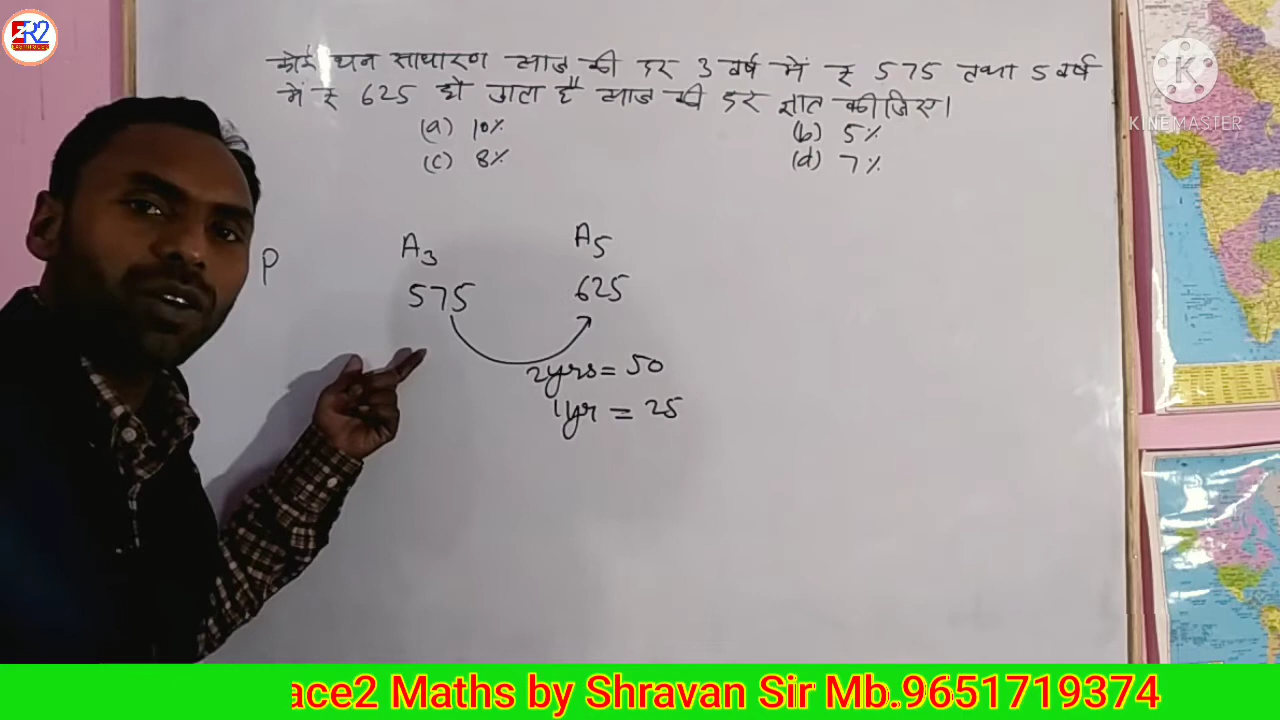 ER2
कोई धन साधारण ब्याज की दर 3 वर्ष में ₹ 575 तथा 5 वर्ष
में ₹ 625 हो जाता है ब्याज की दर ज्ञात कीजिए।
(a) 10% (b) 5%
(c) 8% (d) 7%
K
KINEMASTER
P A3 A5
575 625
2yrs = 50
1yr = 25
ace2 Maths by Shravan Sir Mb.9651719374